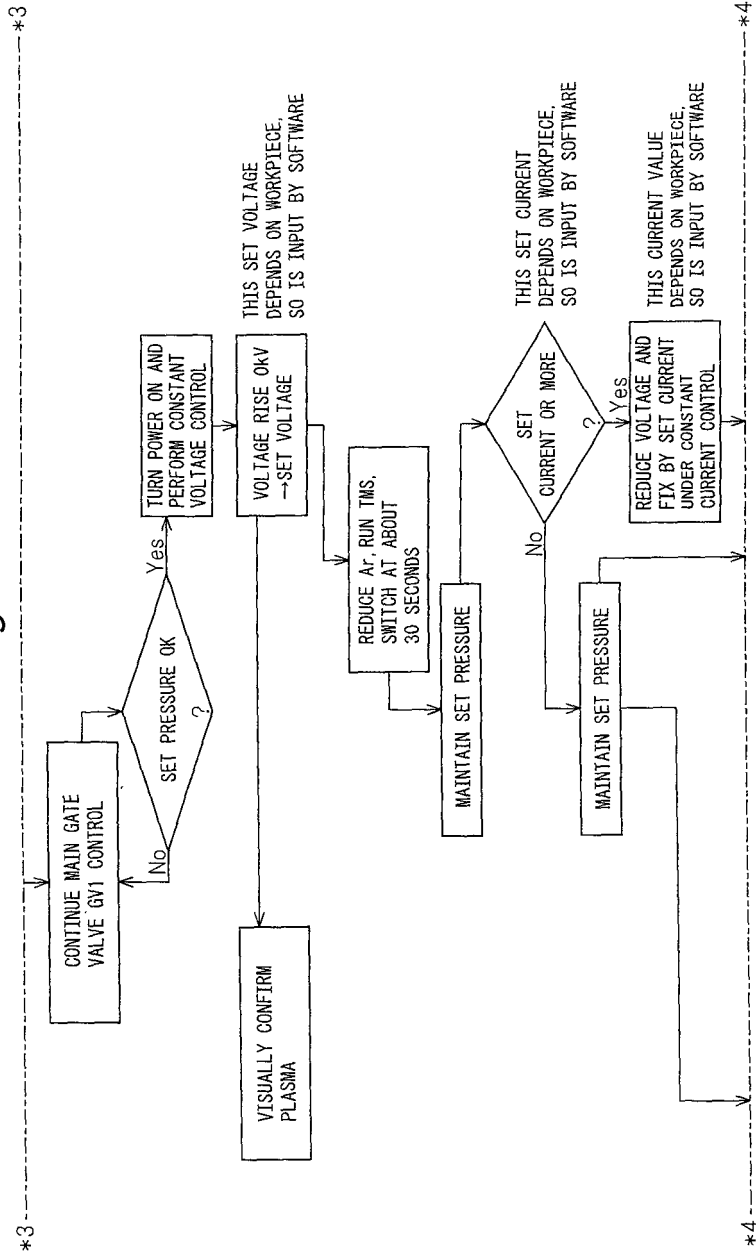 *3
*3
CONTINUE MAIN GATE
VALVE GV1 CONTROL
SET PRESSURE OK
?
No
Yes
TURN POWER ON AND
PERFORM CONSTANT
VOLTAGE CONTROL
VISUALLY CONFIRM
PLASMA
VOLTAGE RISE 0kV
→SET VOLTAGE
THIS SET VOLTAGE
DEPENDS ON WORKPIECE,
SO IS INPUT BY SOFTWARE
REDUCE Ar, RUN TMS,
SWITCH AT ABOUT
30 SECONDS
MAINTAIN SET PRESSURE
SET
CURRENT OR MORE
?
THIS SET CURRENT
DEPENDS ON WORKPIECE,
SO IS INPUT BY SOFTWARE
No
Yes
MAINTAIN SET PRESSURE
REDUCE VOLTAGE AND
FIX BY SET CURRENT
UNDER CONSTANT
CURRENT CONTROL
THIS CURRENT VALUE
DEPENDS ON WORKPIECE,
SO IS INPUT BY SOFTWARE
*4
*4